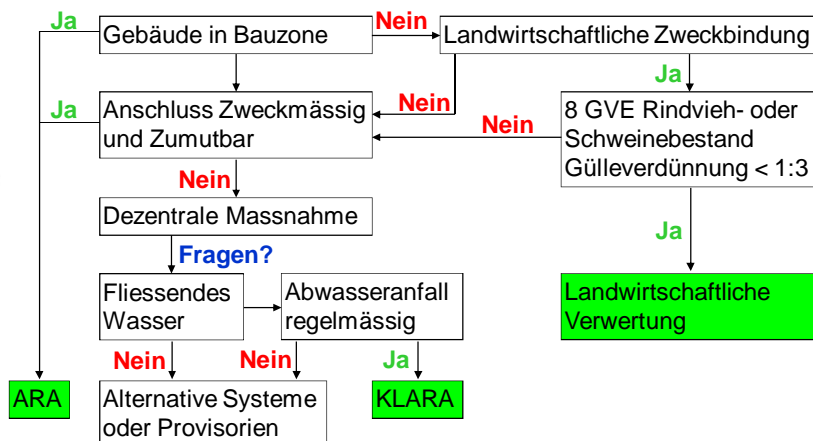 Ja
Gebäude in Bauzone
Nein
Landwirtschaftliche Zweckbindung
Ja
Ja
Anschluss Zweckmässig
und Zumutbar
Nein
Nein
8 GVE Rindvieh- oder
Schweinebestand
Gülleverdünnung < 1:3
Nein
Dezentrale Massnahme
Ja
Fragen?
Fliessendes
Wasser
Abwasseranfall
regelmässig
Landwirtschaftliche
Verwertung
Nein
Nein
Ja
ARA
Alternative Systeme
oder Provisorien
KLARA